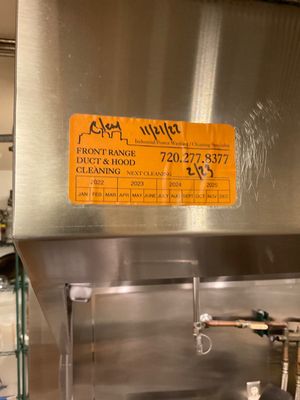 11/21/22
Industrial Power Washing / Cleaning Specialist
FRONT RANGE
DUCT & HOOD
CLEANING
720.277.8377
NEXT CLEANING 2/23
2022 2023 2024 2025
JAN FEB MAR APR MAY JUNE JULY AUG SEPT OCT NOV DEC